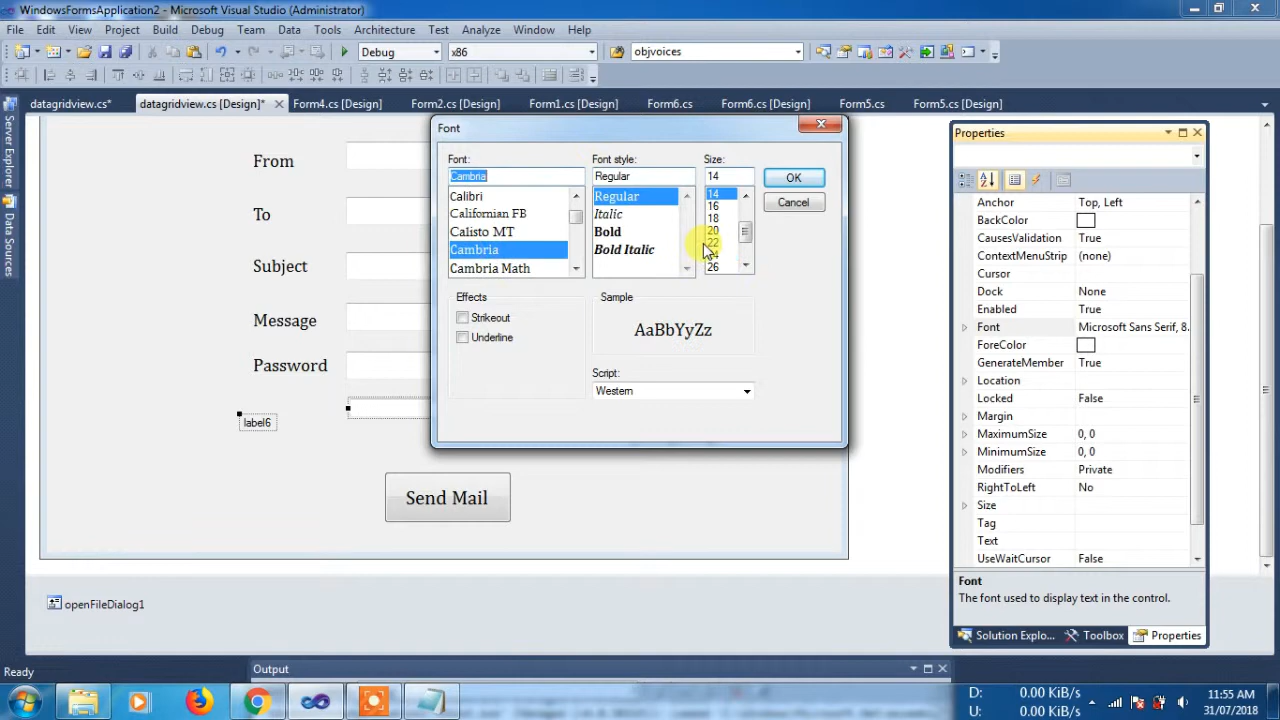 WindowsFormsApplication2 - Microsoft Visual Studio (Administrator)
File Edit View Project Build Debug Team Data Tools Architecture Test Analyze Window Help
Debug x86 objvoices
datagridview.cs* datagridview.cs [Design]* Form4.cs [Design] Form2.cs [Design] Form1.cs [Design] Form6.cs Form6.cs [Design] Form5.cs Form5.cs [Design]
Server Explorer
Data Sources
From
To
Subject
Message
Password
label6
Send Mail
openFileDialog1
Font
Font: Font style: Size:
Cambria Regular 14 OK
Calibri Regular 14
Californian FB Italic 16 Cancel
Calisto MT Bold 18
Cambria Bold Italic 20
Cambria Math 22
26
Effects Sample
Strikeout
Underline
AaBbYyZz
Script:
Western
Properties
Anchor Top, Left
BackColor
CausesValidation True
ContextMenuStrip (none)
Cursor
Dock None
Enabled True
Font Microsoft Sans Serif, 8.
ForeColor
GenerateMember True
Location
Locked False
Margin
MaximumSize 0, 0
MinimumSize 0, 0
Modifiers Private
RightToLeft No
Size
Tag
Text
UseWaitCursor False
Font
The font used to display text in the control.
Solution Explo... Toolbox Properties
Output
Ready
D: 0.00 KiB/s
U: 0.00 KiB/s
11:55 AM
31/07/2018